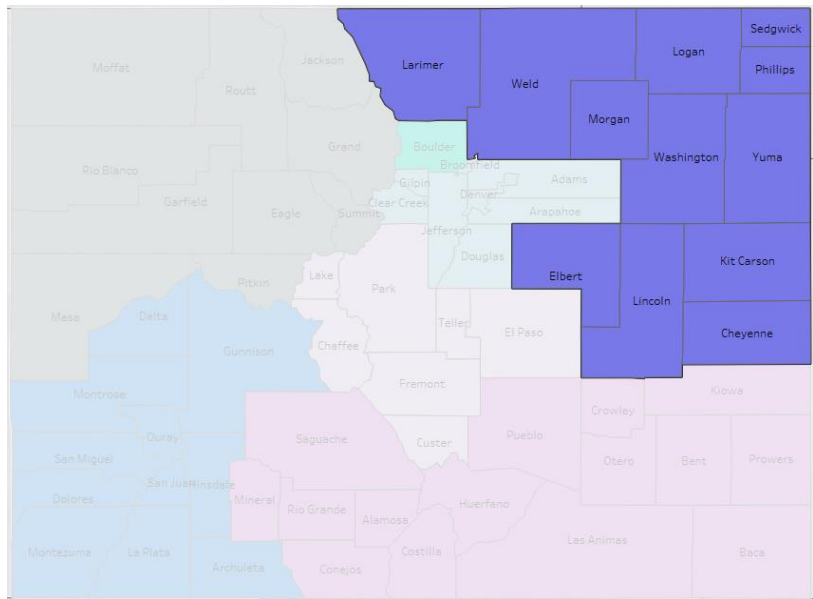 Sedgwick
Larimer
Weld
Logan
Phillips
Moffat
Jackson
Routt
Morgan
Grand
Boulder
Washington
Yuma
Broomfield
Rio Blanco
Gilpin
Adams
Garfield
Denver
Clear Creek
Eagle
Summit
Arapahoe
Jefferson
Douglas
Kit Carson
Elbert
Lake
Pitkin
Park
Lincoln
Mesa
Delta
Teller
El Paso
Cheyenne
Chaffee
Gunnison
Fremont
Kiowa
Montrose
Crowley
Ouray
Saguache
Custer
Pueblo
San Miguel
Otero
Bent
Prowers
San Juan
Hinsdale
Dolores
Mineral
Rio Grande
Huerfano
Alamosa
Las Animas
Montezuma
La Plata
Costilla
Baca
Archuleta
Conejos